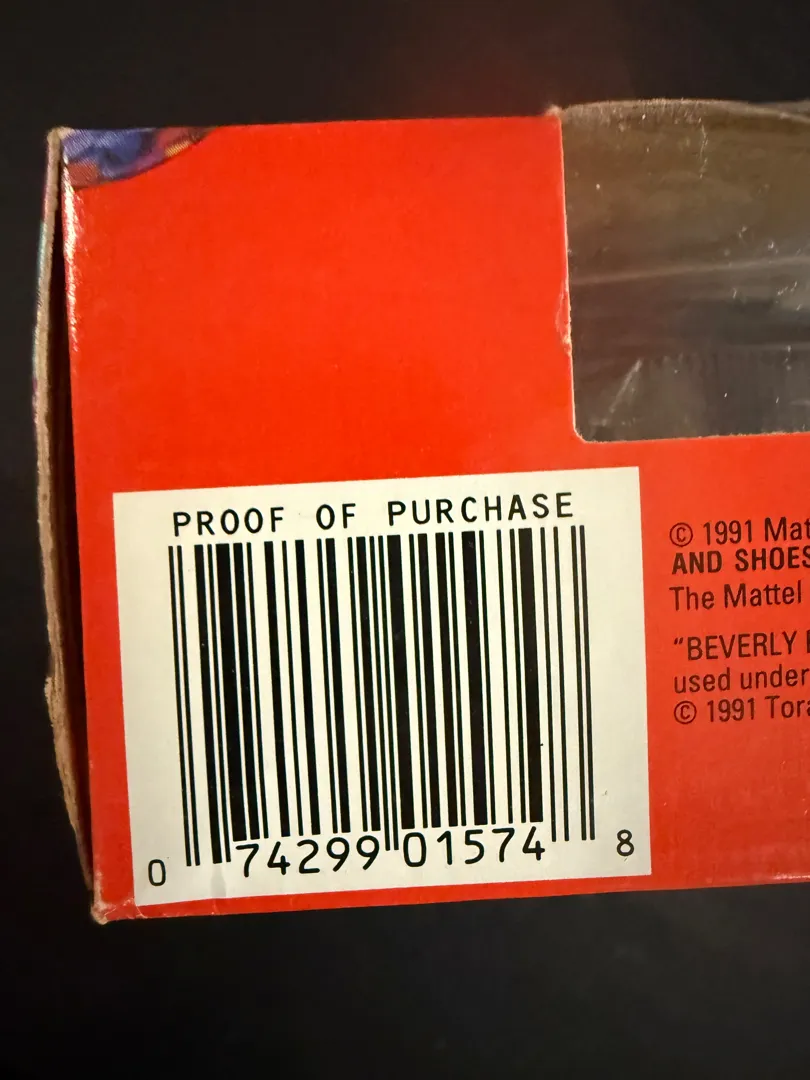 PROOF OF PURCHASE
0 74299 01574 8
© 1991 Mat
AND SHOES
The Mattel
"BEVERLY
used under
© 1991 Tora